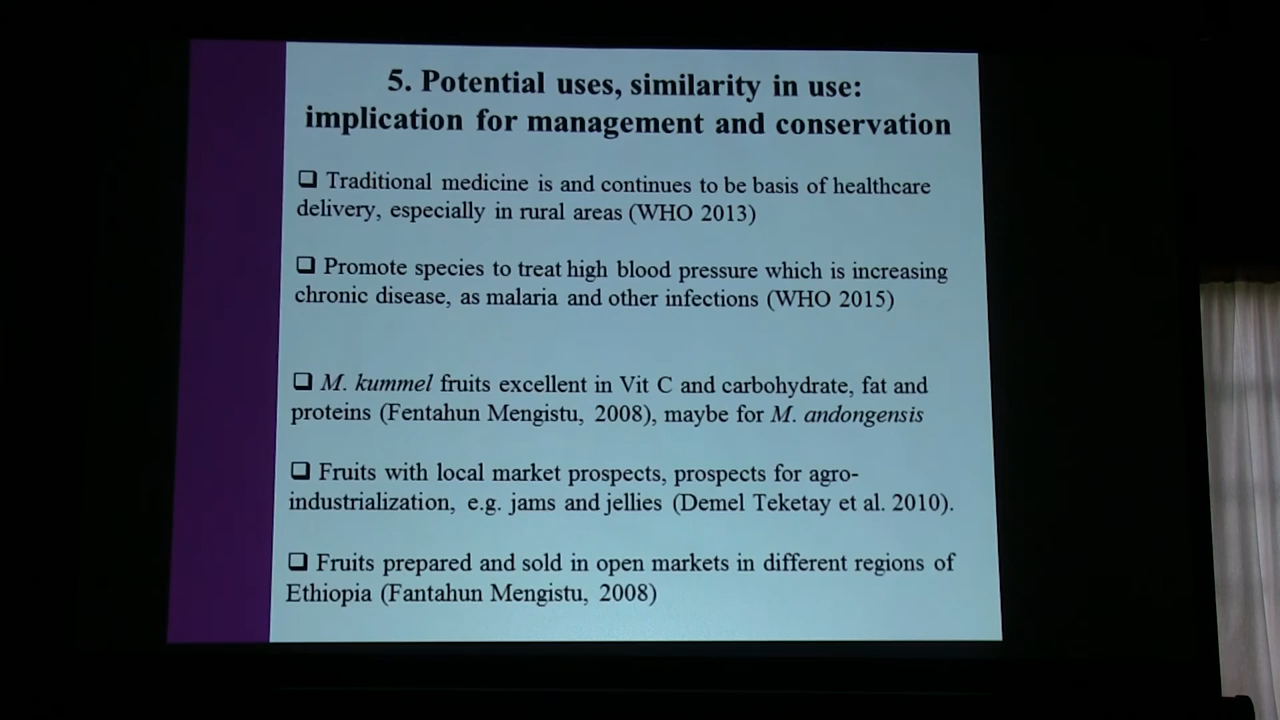 5. Potential uses, similarity in use:
implication for management and conservation
❑ Traditional medicine is and continues to be basis of healthcare
delivery, especially in rural areas (WHO 2013)
❑ Promote species to treat high blood pressure which is increasing
chronic disease, as malaria and other infections (WHO 2015)
❑ M. kummel fruits excellent in Vit C and carbohydrate, fat and
proteins (Fentahun Mengistu, 2008), maybe for M. andongensis
❑ Fruits with local market prospects, prospects for agro-
industrialization, e.g. jams and jellies (Demel Teketay et al. 2010).
❑ Fruits prepared and sold in open markets in different regions of
Ethiopia (Fantahun Mengistu, 2008)